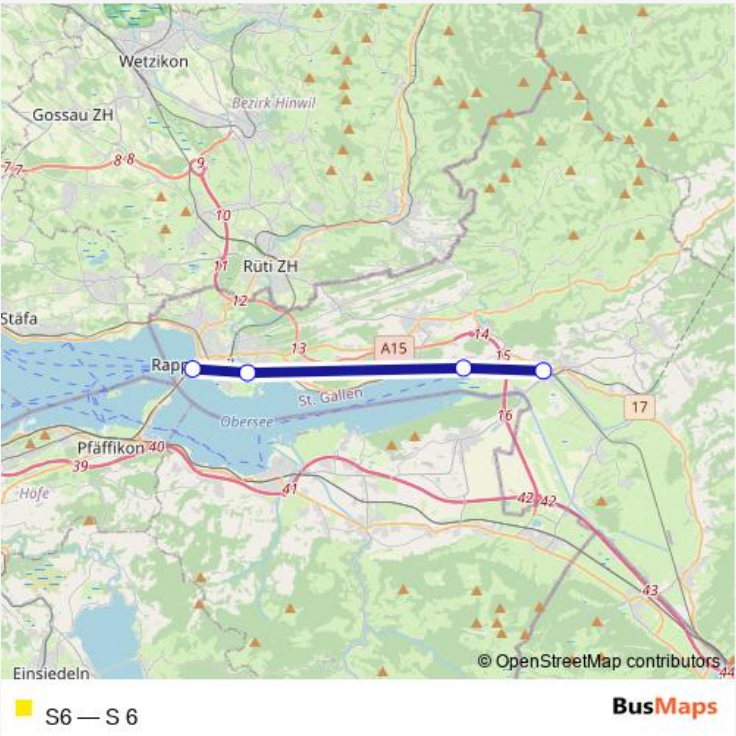 Wetzikon
Bezirk Hinwil
Gossau ZH
7 7
8 8
9
10
11
Rüti ZH
12
Stäfa
13
A15
14
15
Rapp
St. Gallen
16
17
Obersee
Pfäffikon
40
39
Höfe
41
42 42
43
© OpenStreetMap contributors
44
Einsiedeln
S6 — S 6
BusMaps